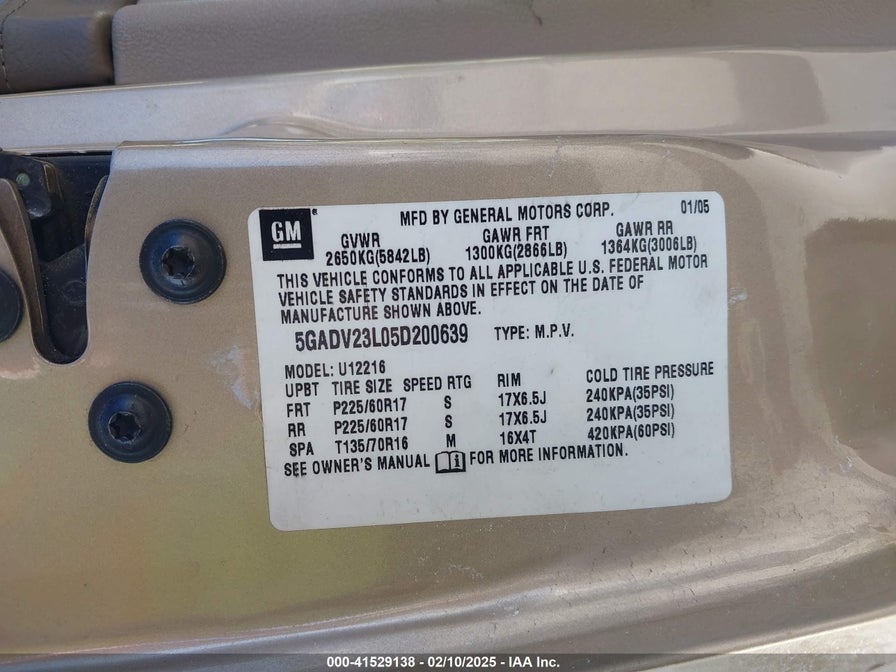 GM
MFD BY GENERAL MOTORS CORP. 01/05
GVWR GAWR FRT GAWR RR
2650KG(5842LB) 1300KG(2866LB) 1364KG(3006LB)
THIS VEHICLE CONFORMS TO ALL APPLICABLE U.S. FEDERAL MOTOR
VEHICLE SAFETY STANDARDS IN EFFECT ON THE DATE OF
MANUFACTURE SHOWN ABOVE.
5GADV23L05D200639 TYPE: M.P.V.
MODEL: U12216
UPBT TIRE SIZE SPEED RTG RIM COLD TIRE PRESSURE
FRT P225/60R17 S 17X6.5J 240KPA(35PSI)
RR P225/60R17 S 17X6.5J 240KPA(35PSI)
SPA T135/70R16 M 16X4T 420KPA(60PSI)
SEE OWNER'S MANUAL FOR MORE INFORMATION.
000-41529138 - 02/10/2025 - IAA Inc.